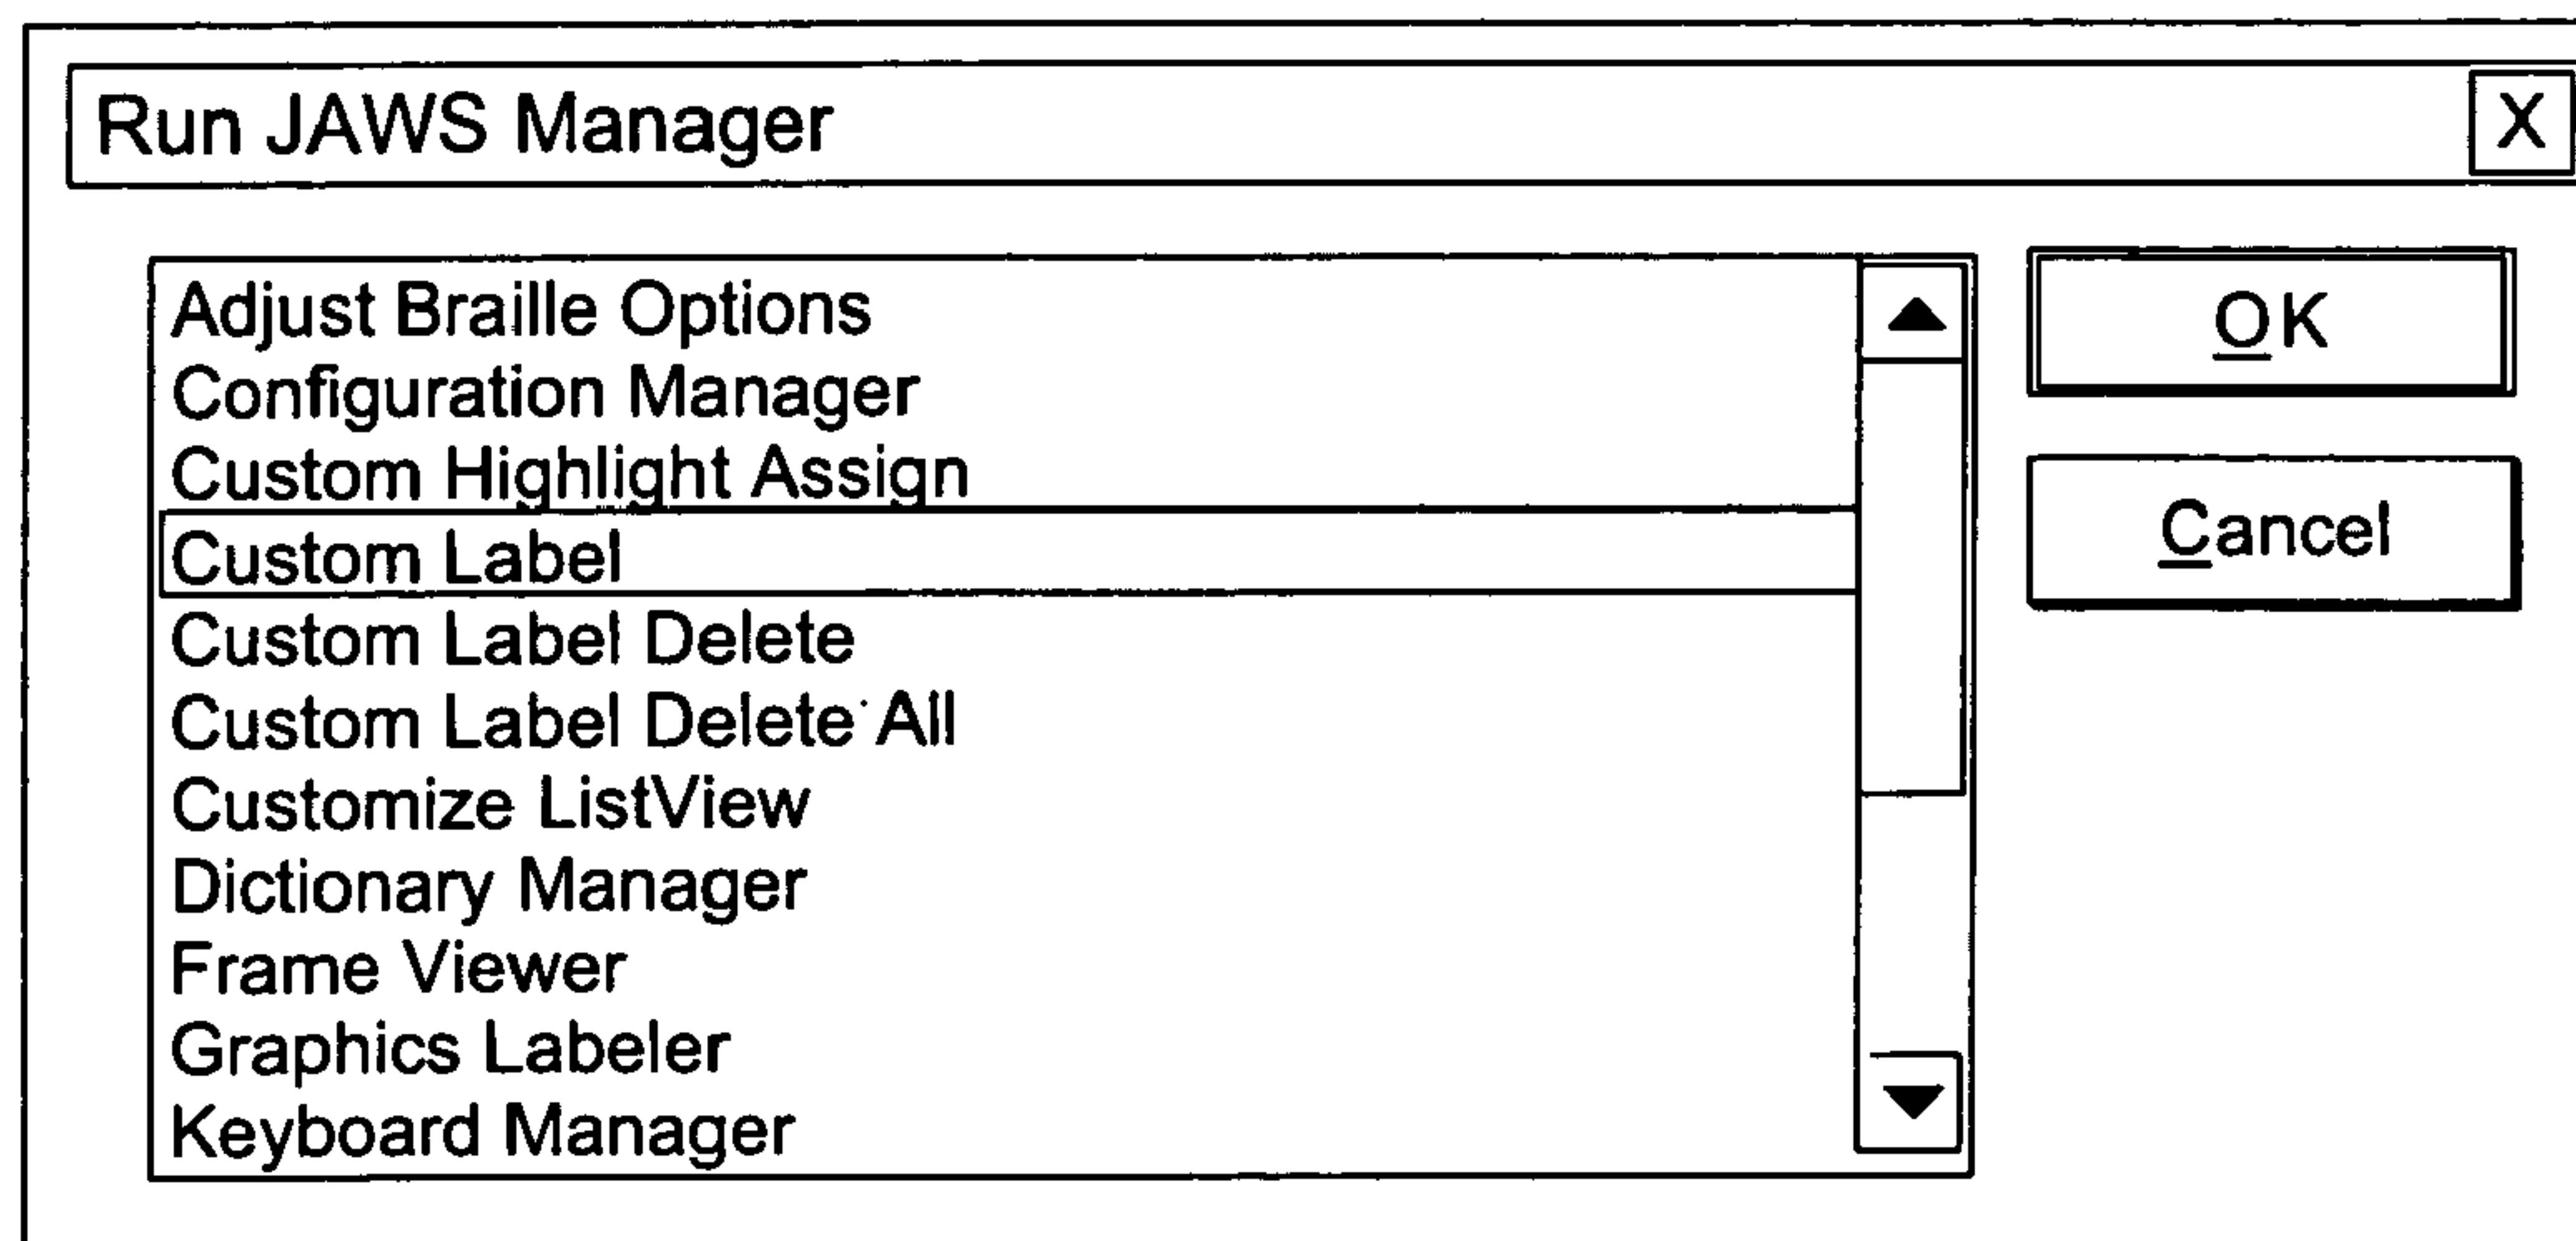 Run JAWS Manager X
Adjust Braille Options
Configuration Manager
Custom Highlight Assign
Custom Label
Custom Label Delete
Custom Label Delete All
Customize ListView
Dictionary Manager
Frame Viewer
Graphics Labeler
Keyboard Manager
OK
Cancel